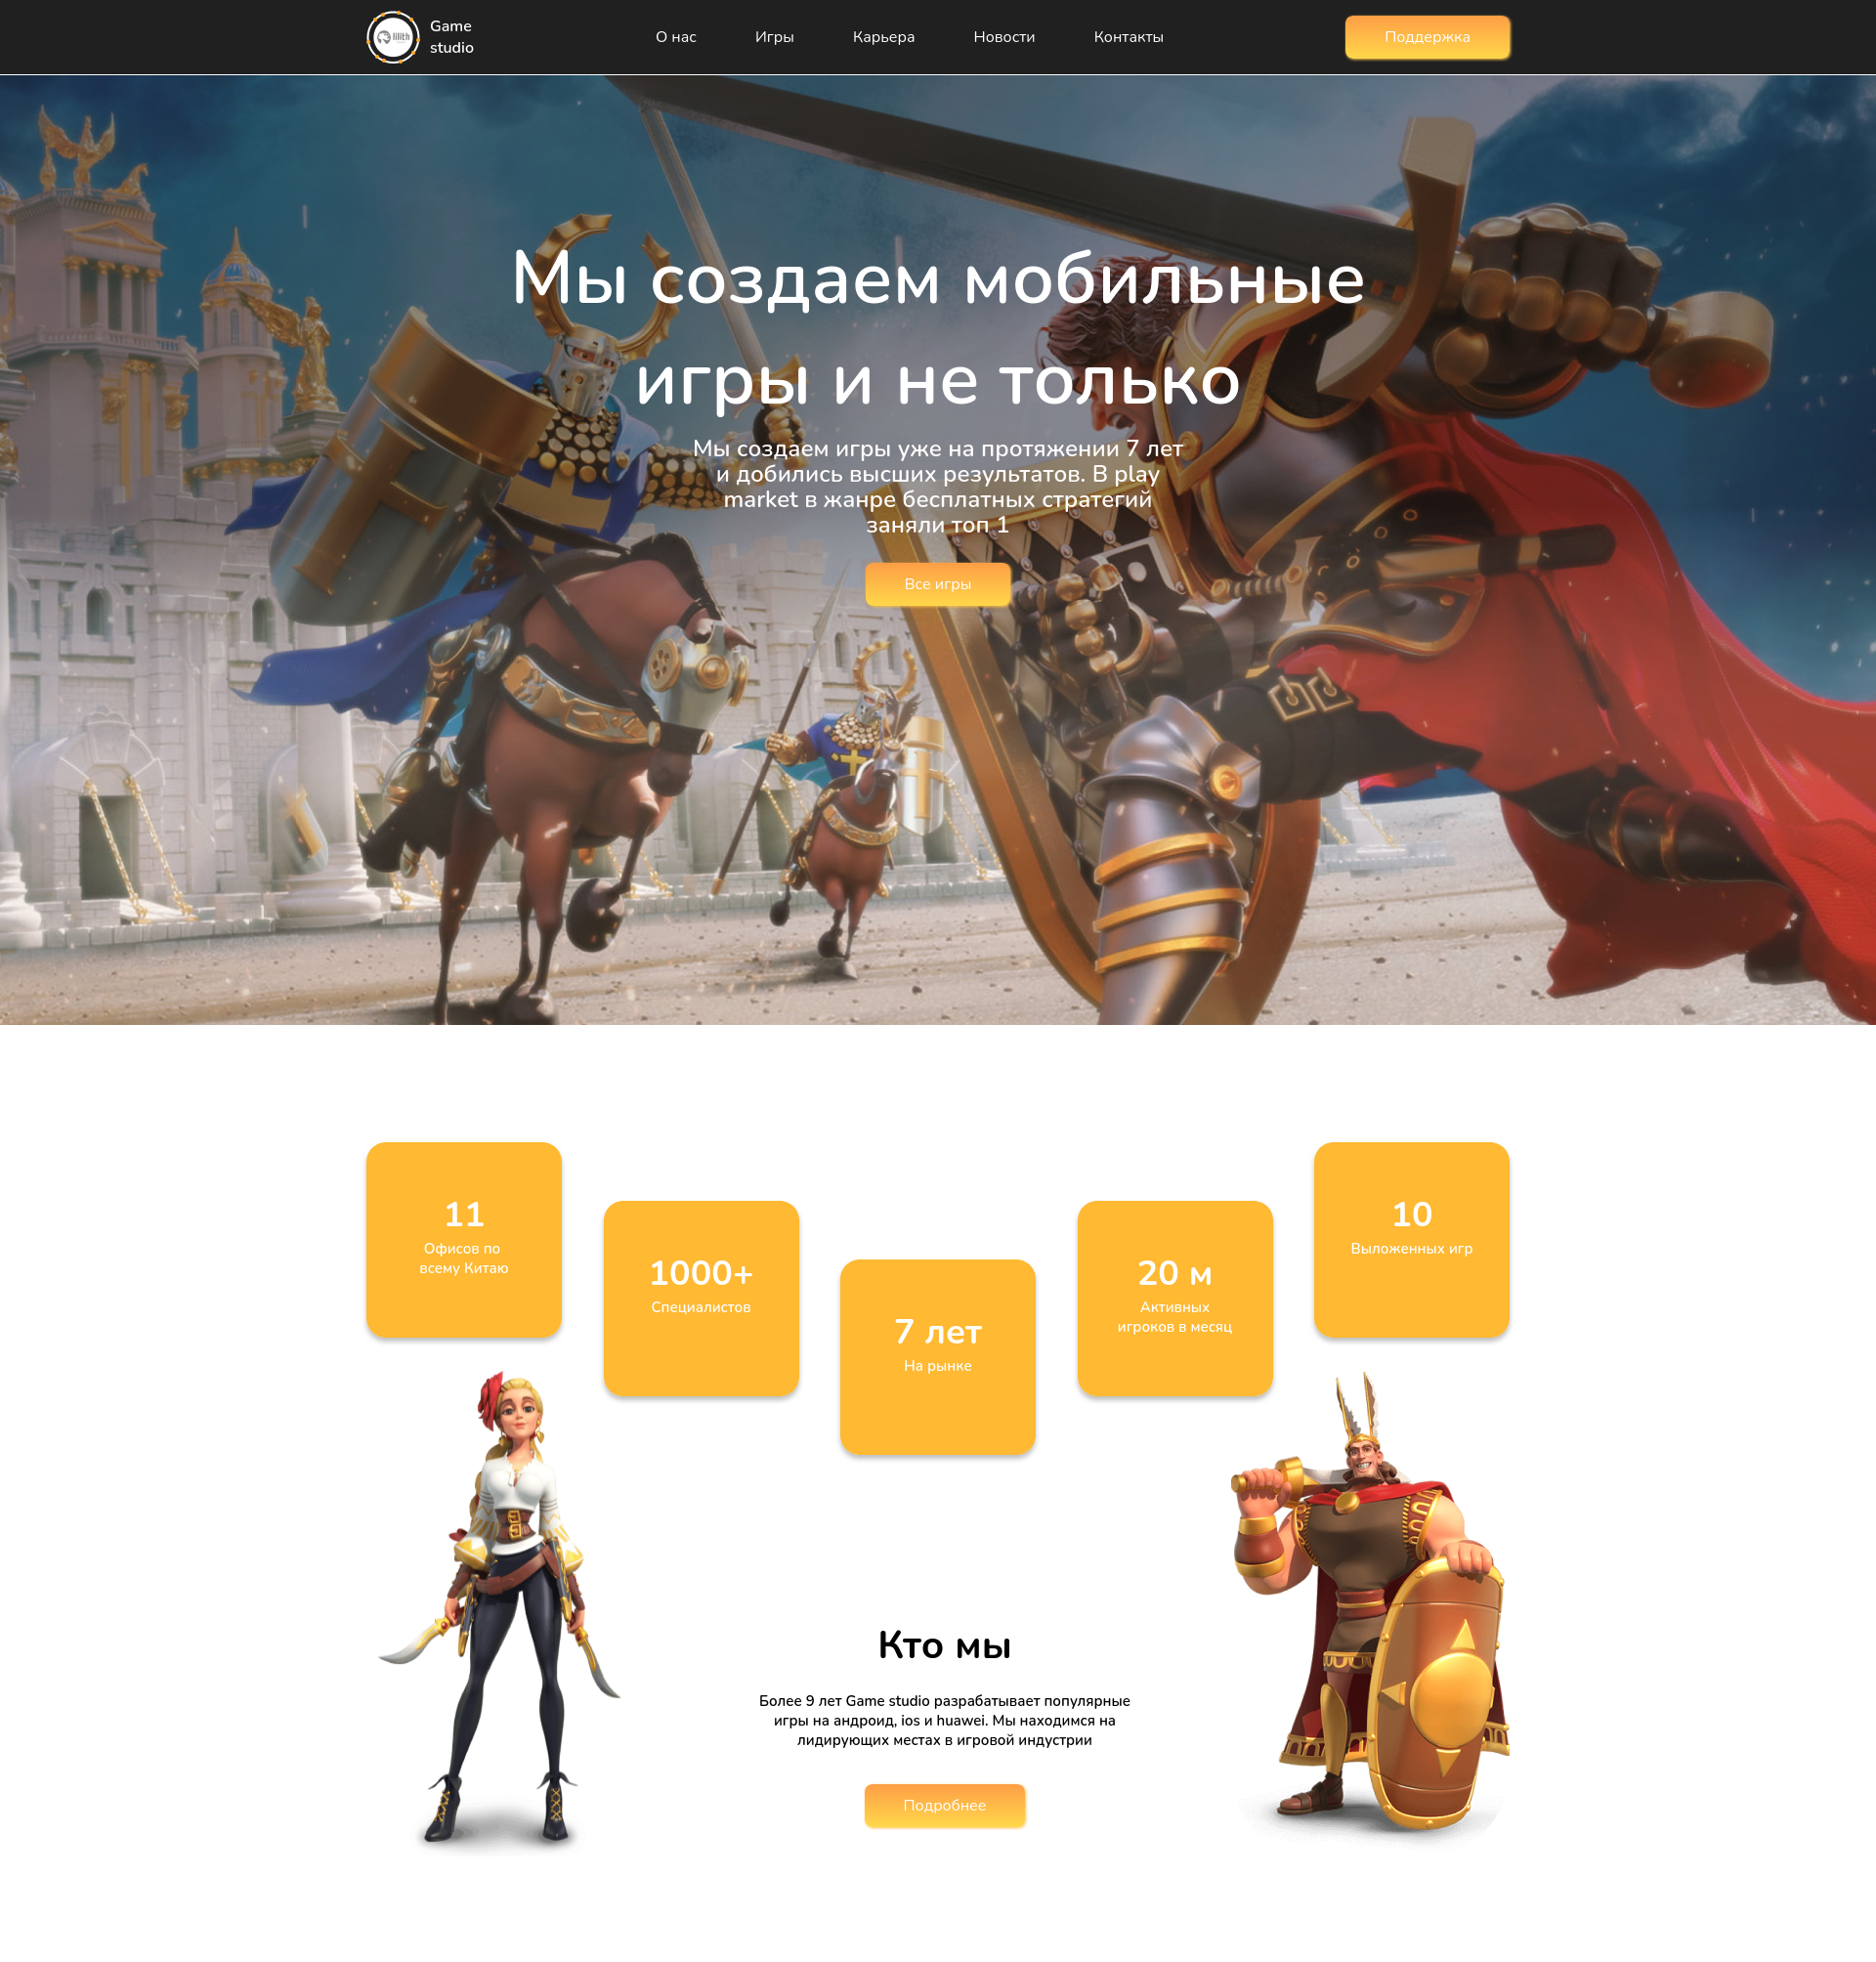 Game
studio
lilith
О нас
Игры
Карьера
Новости
Контакты
Поддержка
Мы создаем мобильные
игры и не только
Мы создаем игры уже на протяжении 7 лет
и добились высших результатов. В play
market в жанре бесплатных стратегий
заняли топ 1
Все игры
11
Офисов по
всему Китаю
1000+
Специалистов
7 лет
На рынке
20 м
Активных
игроков в месяц
10
Выложенных игр
Кто мы
Более 9 лет Game studio разрабатывает популярные
игры на андроид, ios и huawei. Мы находимся на
лидирующих местах в игровой индустрии
Подробнее